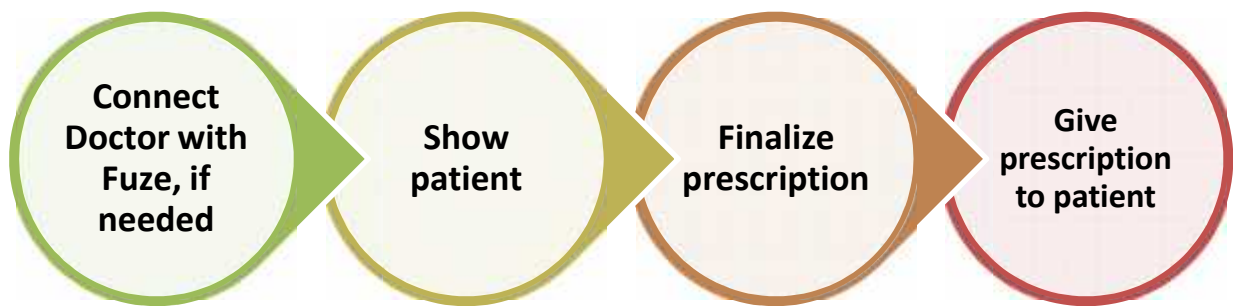 Connect
Doctor with
Fuze, if
needed
Show
patient
Finalize
prescription
Give
prescription
to patient